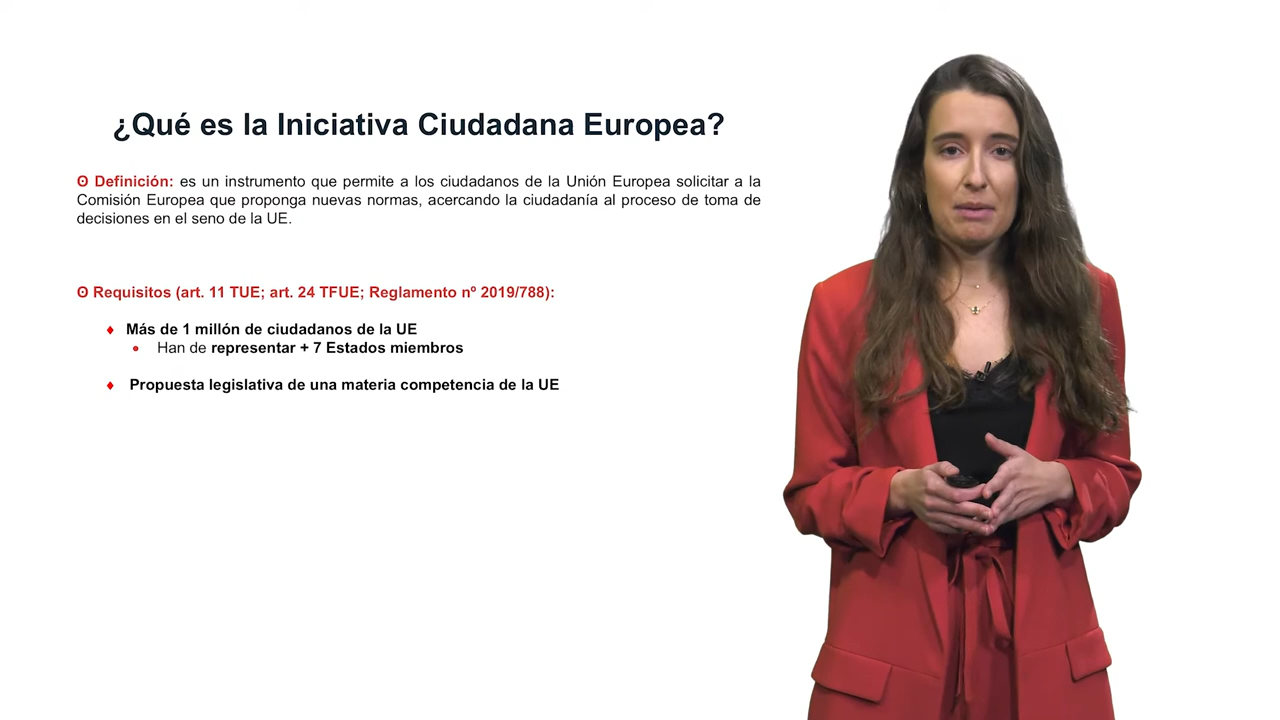 ¿Qué es la Iniciativa Ciudadana Europea?
ʘ Definición: es un instrumento que permite a los ciudadanos de la Unión Europea solicitar a la
Comisión Europea que proponga nuevas normas, acercando la ciudadanía al proceso de toma de
decisiones en el seno de la UE.
ʘ Requisitos (art. 11 TUE; art. 24 TFUE; Reglamento nº 2019/788):
♦ Más de 1 millón de ciudadanos de la UE
• Han de representar + 7 Estados miembros
♦ Propuesta legislativa de una materia competencia de la UE